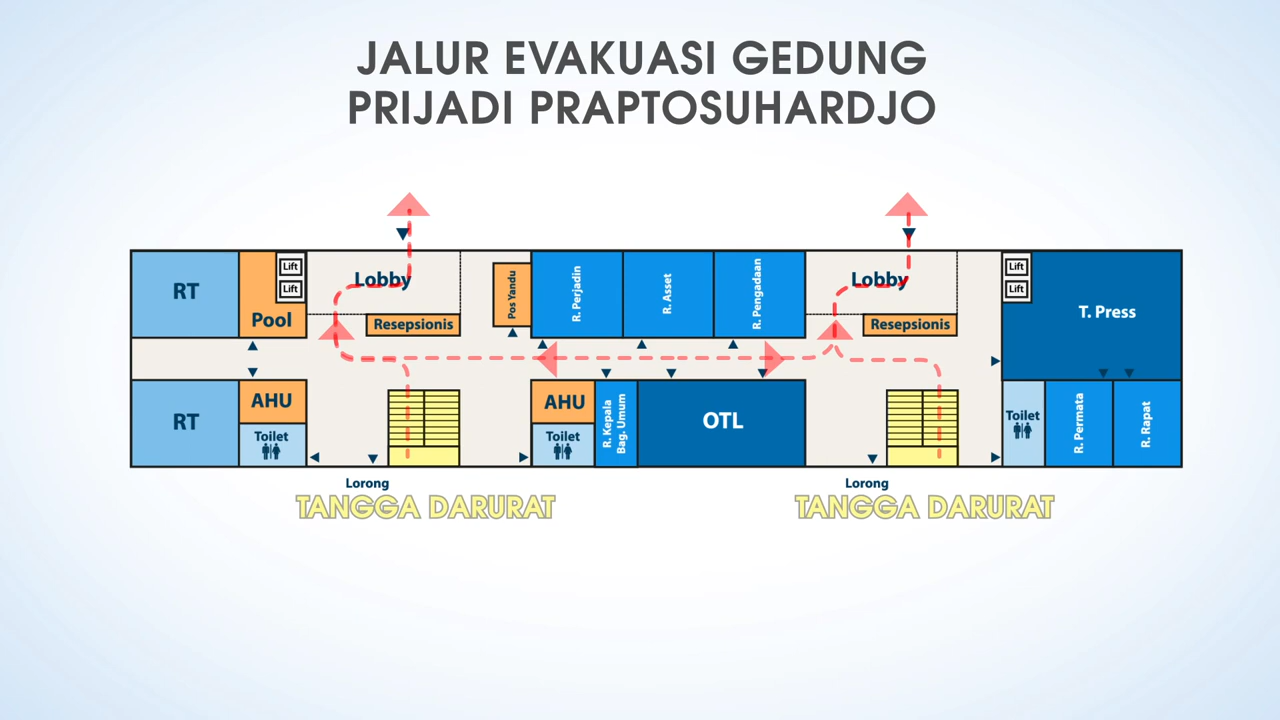 JALUR EVAKUASI GEDUNG
PRIJADI PRAPTOSUHARDJO
RT
Pool
Lift
Lift
Lobby
Resepsionis
Pos Yandu
R. Perjadin
R. Asset
R. Pengadaan
Lobby
Resepsionis
Lift
Lift
T. Press
RT
AHU
Toilet
AHU
Toilet
R. Kepala
Bag. Umum
OTL
Toilet
R. Permata
R. Rapat
Lorong
TANGGA DARURAT
Lorong
TANGGA DARURAT